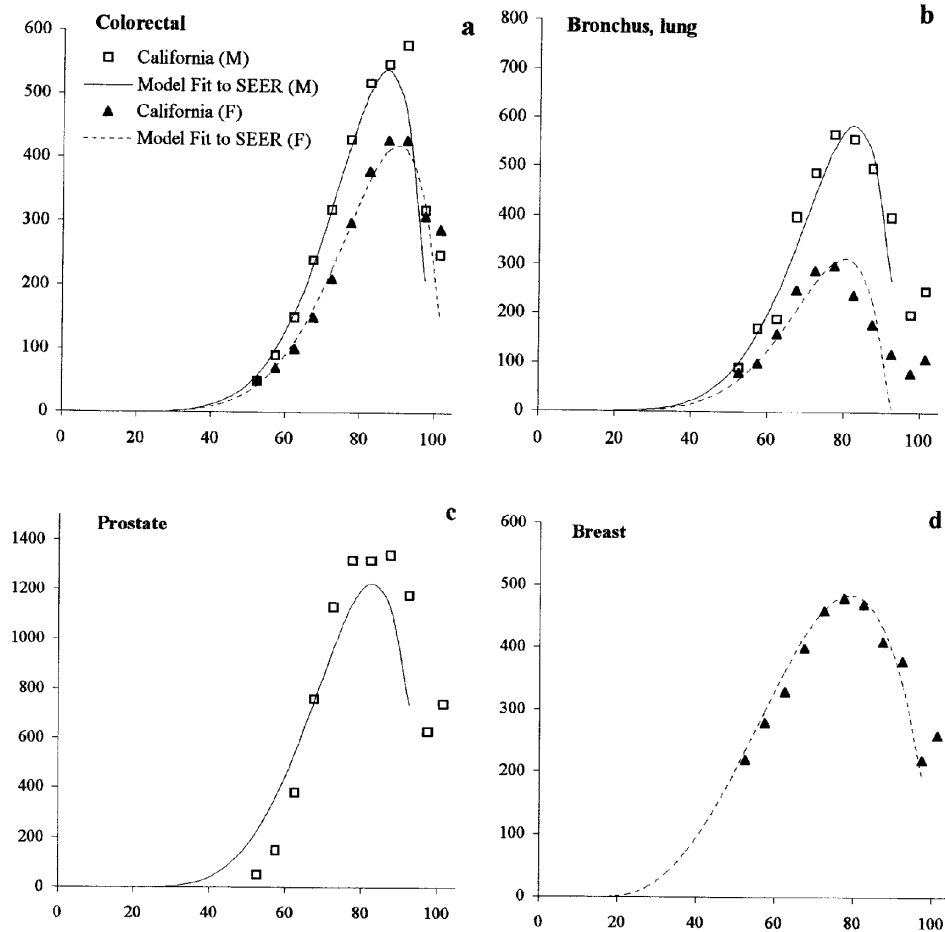 Colorectal
a
California (M)
Model Fit to SEER (M)
California (F)
Model Fit to SEER (F)
600
500
400
300
200
100
0
0 20 40 60 80 100
b
Bronchus, lung
800
700
600
500
400
300
200
100
0
0 20 40 60 80 100
Prostate
c
1400
1200
1000
800
600
400
200
0
0 20 40 60 80 100
Breast
d
600
500
400
300
200
100
0
0 20 40 60 80 100